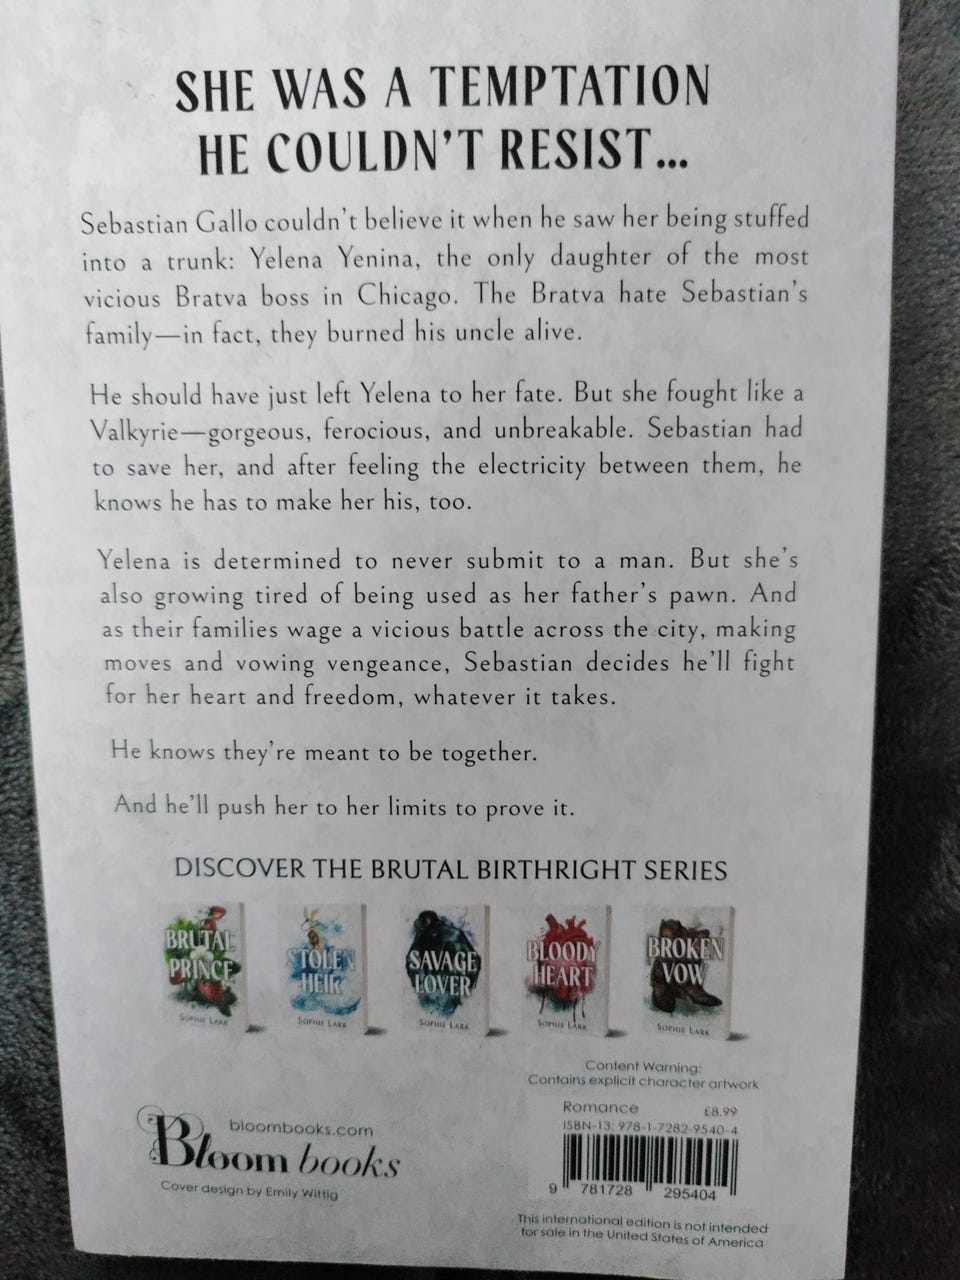 SHE WAS A TEMPTATION
HE COULDN'T RESIST...
Sebastian Gallo couldn't believe it when he saw her being stuffed
into a trunk: Yelena Yenina, the only daughter of the most
vicious Bratva boss in Chicago. The Bratva hate Sebastian's
family—in fact, they burned his uncle alive.
He should have just left Yelena to her fate. But she fought like a
Valkyrie—gorgeous, ferocious, and unbreakable. Sebastian had
to save her, and after feeling the electricity between them, he
knows he has to make her his, too.
Yelena is determined to never submit to a man. But she's
also growing tired of being used as her father's pawn. And
as their families wage a vicious battle across the city, making
moves and vowing vengeance, Sebastian decides he'll fight
for her heart and freedom, whatever it takes.
He knows they're meant to be together.
And he'll push her to her limits to prove it.
DISCOVER THE BRUTAL BIRTHRIGHT SERIES
BRUTAL
PRINCE
SOPHIE LARK
STOLEN
HEIR
SOPHIE LARK
SAVAGE
LOVER
SOPHIE LARK
BLOODY
HEART
SOPHIE LARK
BROKEN
VOW
SOPHIE LARK
Content Warning:
Contains explicit character artwork
bloombooks.com
Bloom books
Cover design by Emily Wittig
Romance £8.99
ISBN-13: 978-1-7282-9540-4
9 781728 295404
This international edition is not intended
for sale in the United States of America